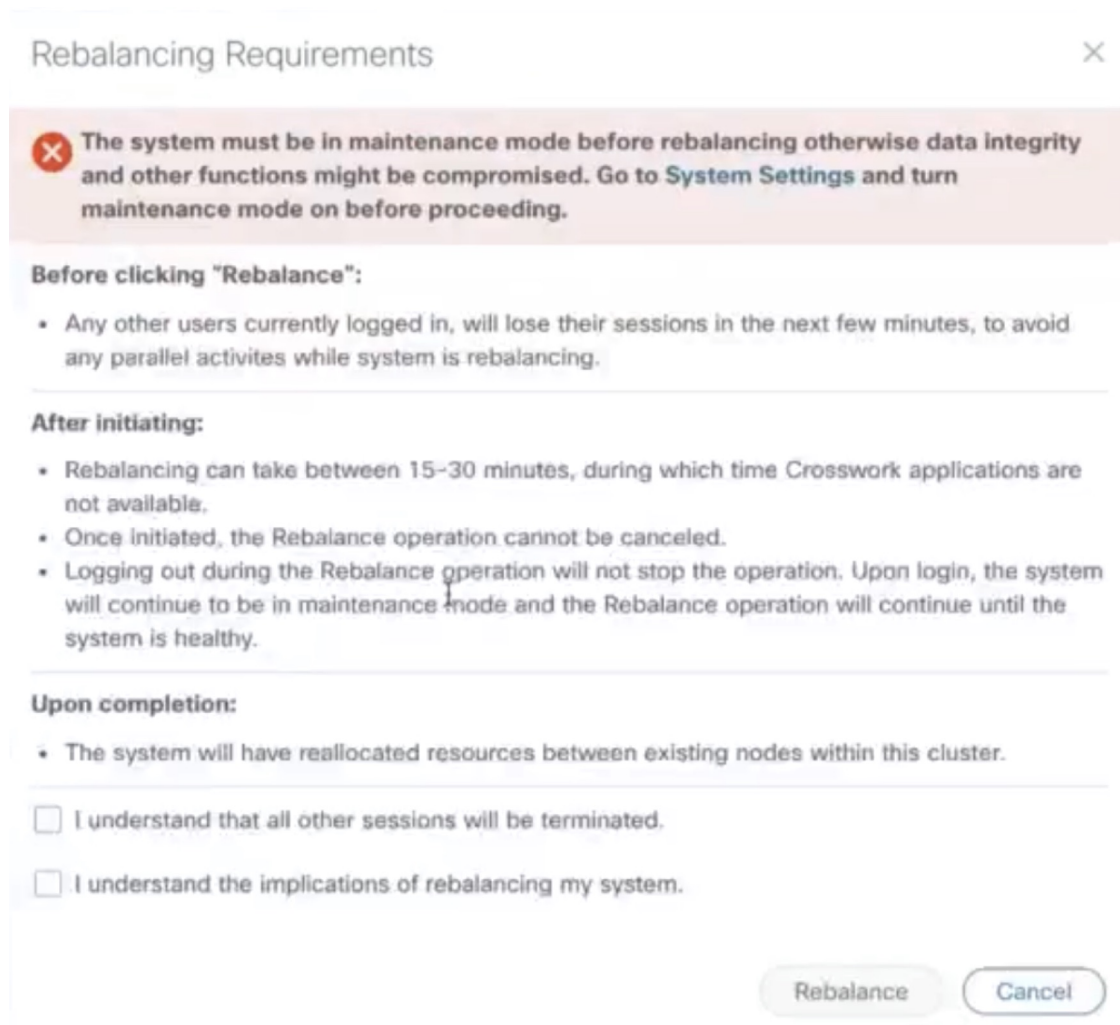 Rebalancing Requirements
The system must be in maintenance mode before rebalancing otherwise data integrity
and other functions might be compromised. Go to System Settings and turn
maintenance mode on before proceeding.
Before clicking "Rebalance":
• Any other users currently logged in, will lose their sessions in the next few minutes, to avoid
any parallel activites while system is rebalancing.
After initiating:
• Rebalancing can take between 15-30 minutes, during which time Crosswork applications are
not available.
• Once initiated, the Rebalance operation cannot be canceled.
• Logging out during the Rebalance operation will not stop the operation. Upon login, the system
will continue to be in maintenance mode and the Rebalance operation will continue until the
system is healthy.
Upon completion:
• The system will have reallocated resources between existing nodes within this cluster.
I understand that all other sessions will be terminated.
I understand the implications of rebalancing my system.
Rebalance Cancel